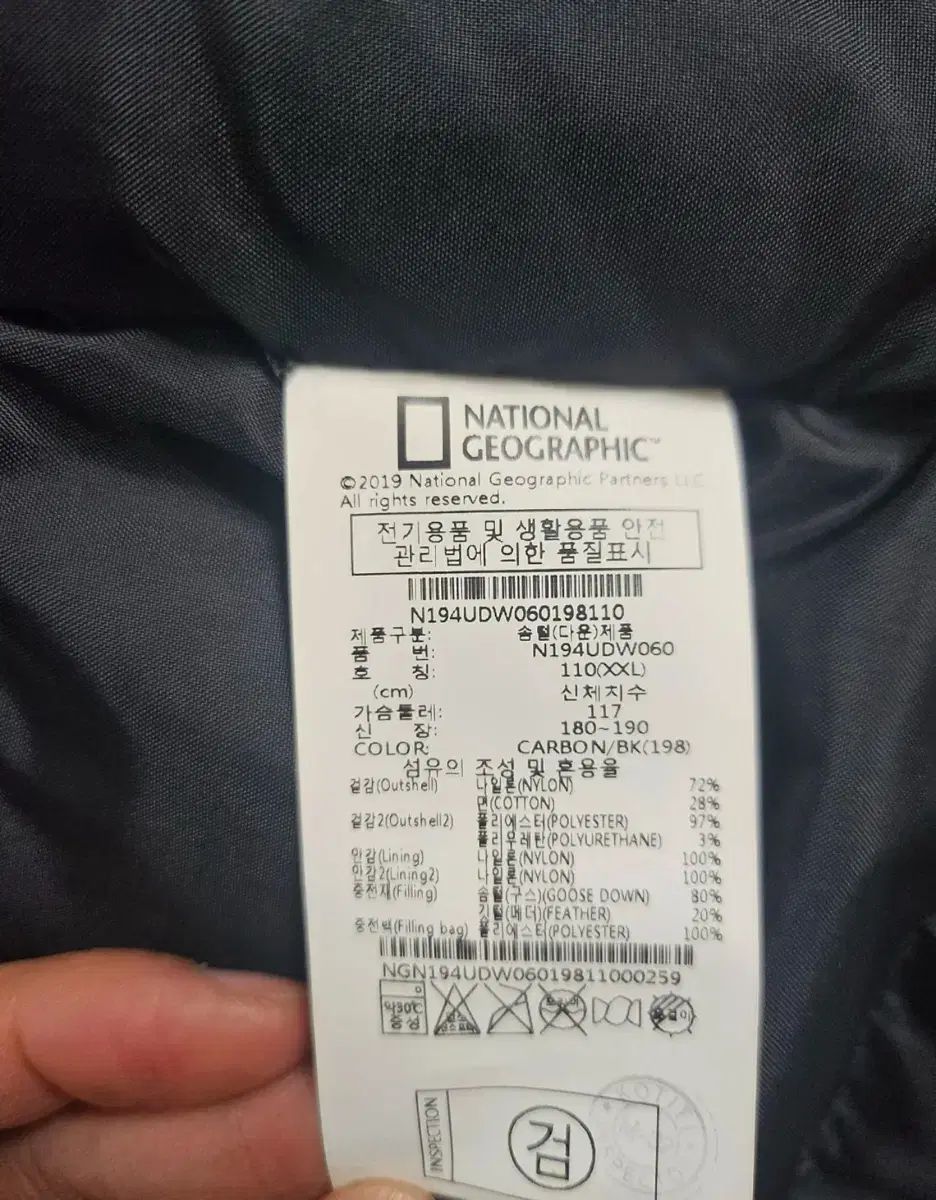 NATIONAL
GEOGRAPHIC™
©2019 National Geographic Partners LLC
All rights reserved.
전기용품 및 생활용품 안전
관리법에 의한 품질표시
N194UDW060198110
제품구분: 솜털(다운)제품
품 번: N194UDW060
호 칭: 110(XXL)
(cm) 신체치수
가슴둘레: 117
신 장: 180~190
COLOR: CARBON/BK(198)
섬유의 조성 및 혼용율
겉감(Outshell) 나일론(NYLON) 72%
면(COTTON) 28%
겉감2(Outshell2) 폴리에스터(POLYESTER) 97%
폴리우레탄(POLYURETHANE) 3%
안감(Lining) 나일론(NYLON) 100%
안감2(Lining2) 나일론(NYLON) 100%
충전재(Filling) 솜털(구스)(GOOSE DOWN) 80%
깃털(페더)(FEATHER) 20%
충전백(Filling bag) 폴리에스터(POLYESTER) 100%
NGN194UDW06019811000259
약30℃
중성
INSPECTION
검